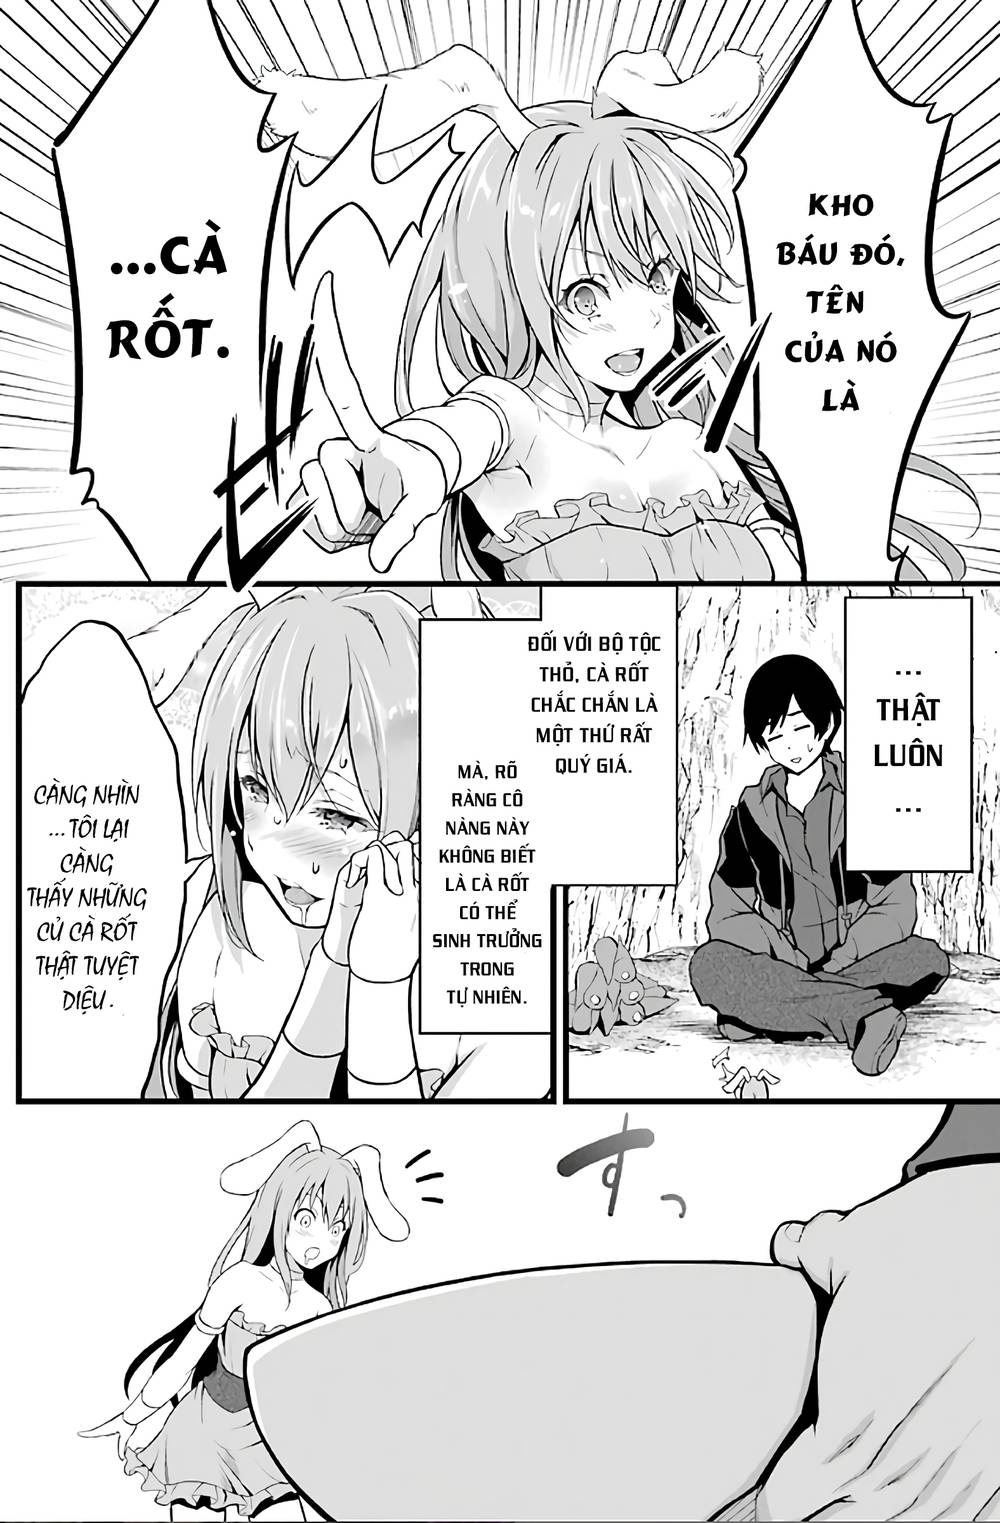 KHO
BÁU ĐÓ,
TÊN
CỦA NÓ
LÀ
...CÀ
RỐT.
...
THẬT
LUÔN
...
ĐỐI VỚI BỘ TỘC
THỎ, CÀ RỐT
CHẮC CHẮN LÀ
MỘT THỨ RẤT
QUÝ GIÁ.
MÀ, RÕ
RÀNG CÔ
NÀNG NÀY
KHÔNG BIẾT
LÀ CÀ RỐT
CÓ THỂ
SINH TRƯỞNG
TRONG
TỰ NHIÊN.
CÀNG NHÌN
...TÔI LẠI
CÀNG
THẤY NHỮNG
CỦ CÀ RỐT
THẬT TUYỆT
DIỆU.
すっ